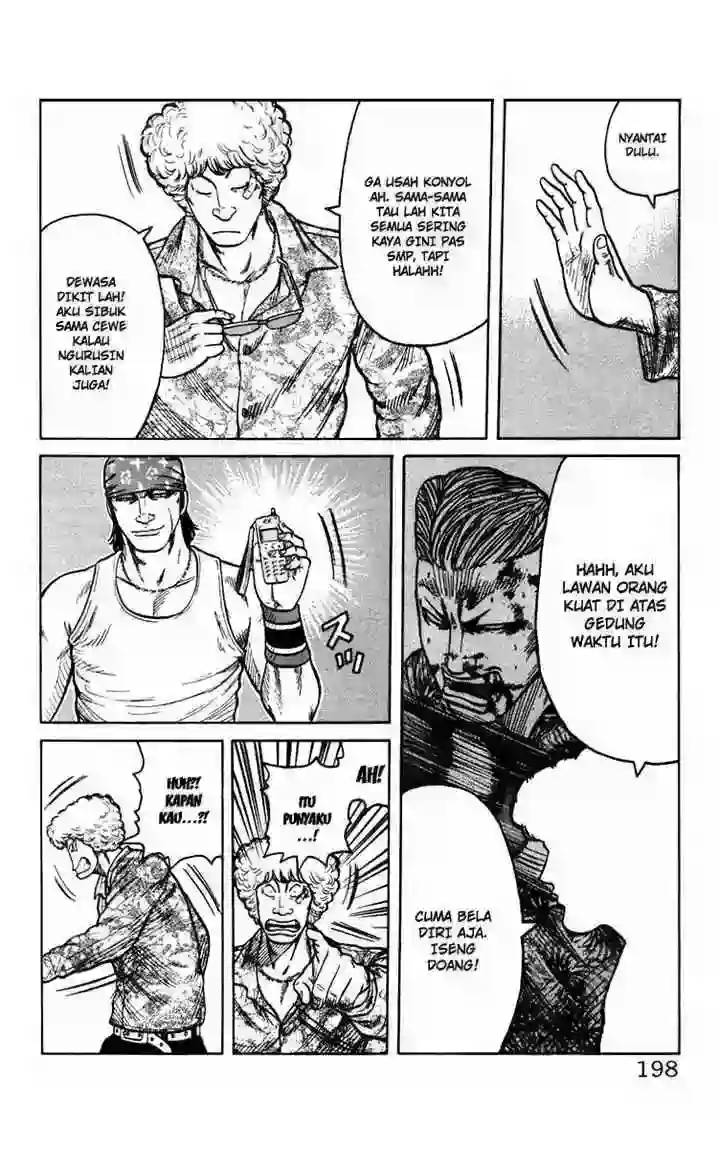 NYANTAI
DULU.
GA USAH KONYOL
AH. SAMA-SAMA
TAU LAH KITA
SEMUA SERING
KAYA GINI PAS
SMP, TAPI
HALAHH!
DEWASA
DIKIT LAH!
AKU SIBUK
SAMA CEWE
KALAU
NGURUSIN
KALIAN
JUGA!
HAHH, AKU
LAWAN ORANG
KUAT DI ATAS
GEDUNG
WAKTU ITU!
CUMA BELA
DIRI AJA.
ISENG
DOANG!
ズッ
AH!
ITU
PUNYAKU
...!
HUH?!
KAPAN
KAU...?!
198